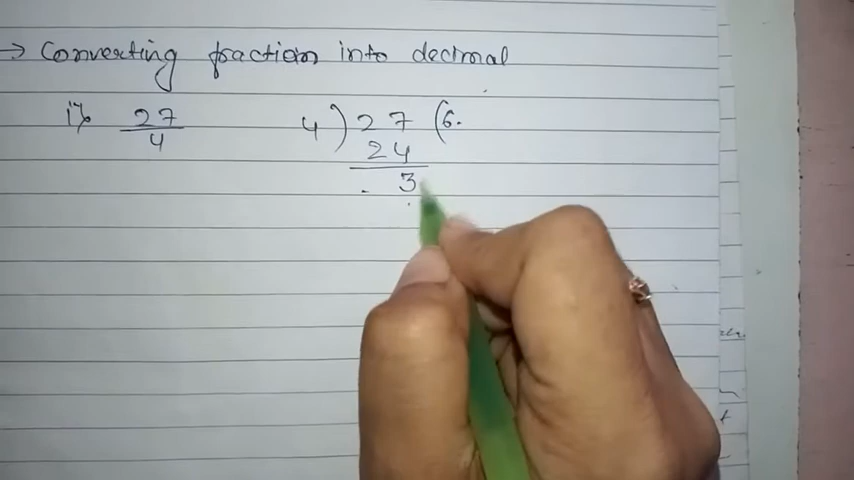 → Converting fraction into decimal
i% 27/4 4) 27 (6.
24
3